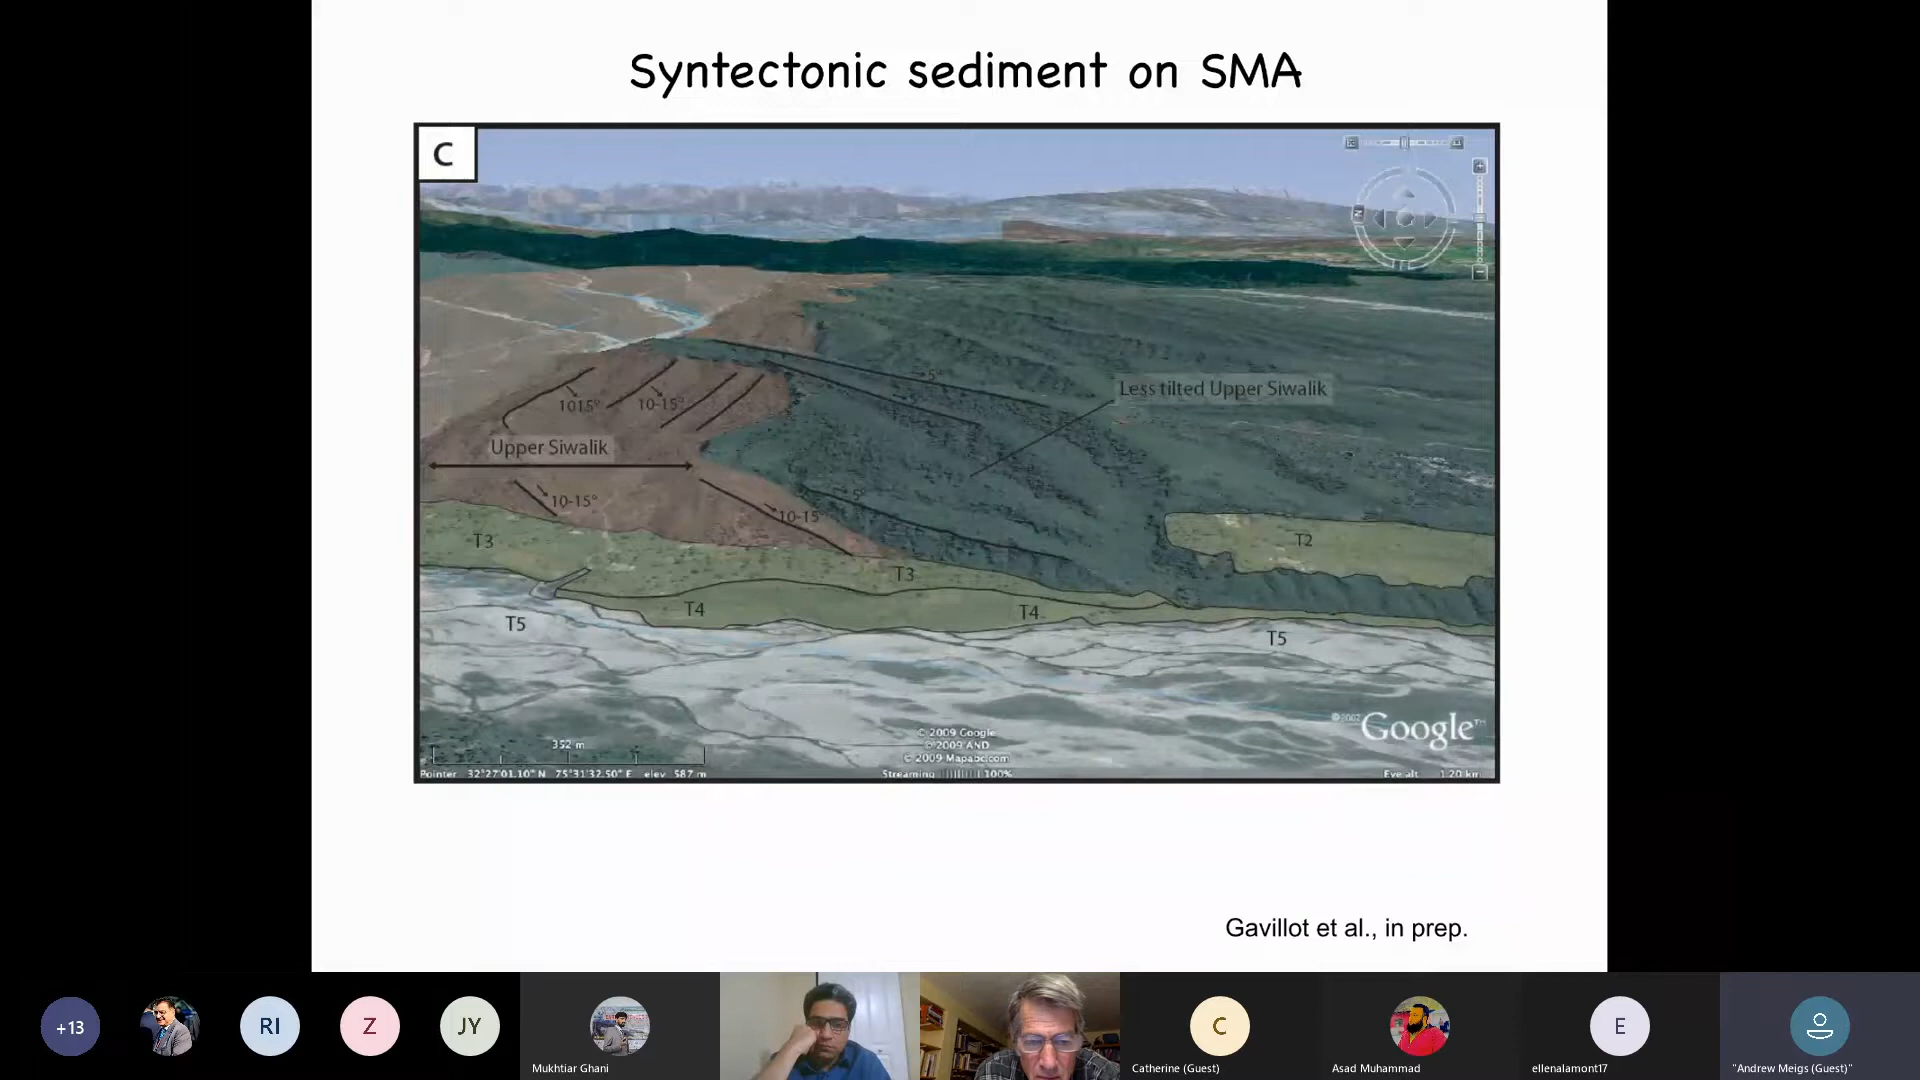 Syntectonic sediment on SMA
C
N
5°
Less tilted Upper Siwalik
1015°
10-15°
Upper Siwalik
10-15°
10-15°
5°
T3
T2
T3
T4
T4
T5
T5
352 m
© 2009 Google
© 2009 AND
© 2009 Mapabc.com
©2007 Google™
Pointer 32°27'01.10" N 75°31'32.50" E elev 587 m
Streaming 100%
Eye alt 1.20 km
Gavillot et al., in prep.
+13
RI
Z
JY
C
E
Mukhtiar Ghani
Catherine (Guest)
Asad Muhammad
ellenalamont17
"Andrew Meigs (Guest)"